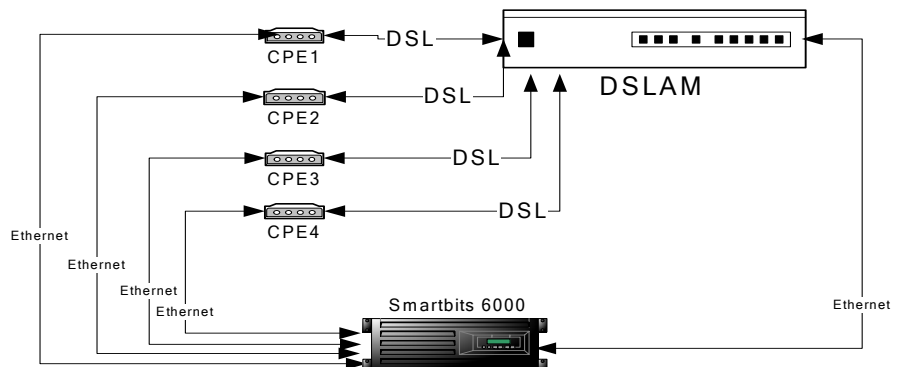 CPE1
DSL
DSLAM
CPE2
DSL
CPE3
DSL
CPE4
DSL
Ethernet
Ethernet
Ethernet
Ethernet
Smartbits 6000
Ethernet